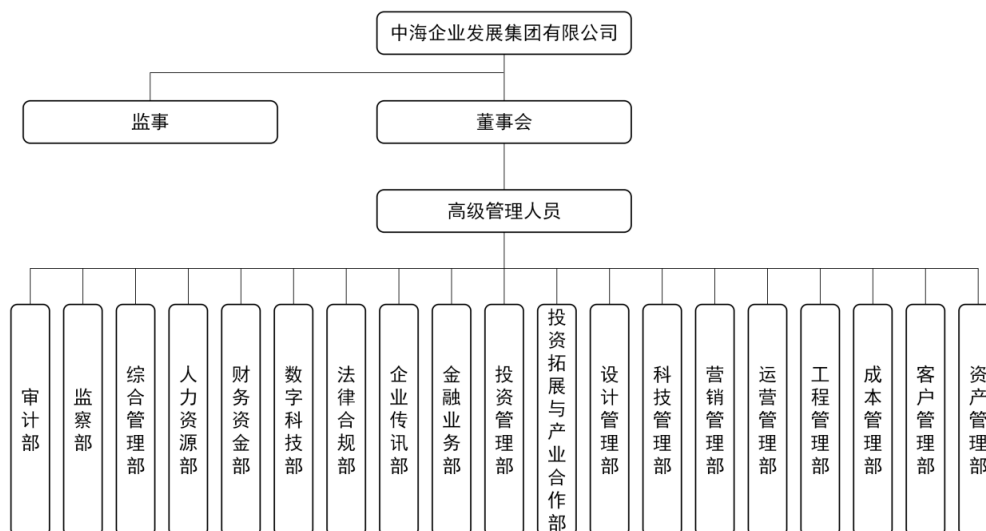 中海企业发展集团有限公司
监事
董事会
高级管理人员
审计部
监察部
综合管理部
人力资源部
财务资金部
数字科技部
法律合规部
企业传讯部
金融业务部
投资管理部
投资拓展与产业合作部
设计管理部
科技管理部
营销管理部
运营管理部
工程管理部
成本管理部
客户管理部
资产管理部